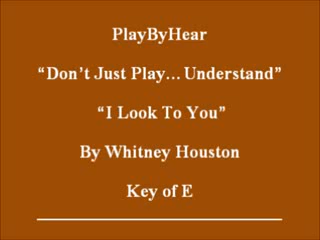 PlayByHear
“Don’t Just Play... Understand”
“I Look To You”
By Whitney Houston
Key of E